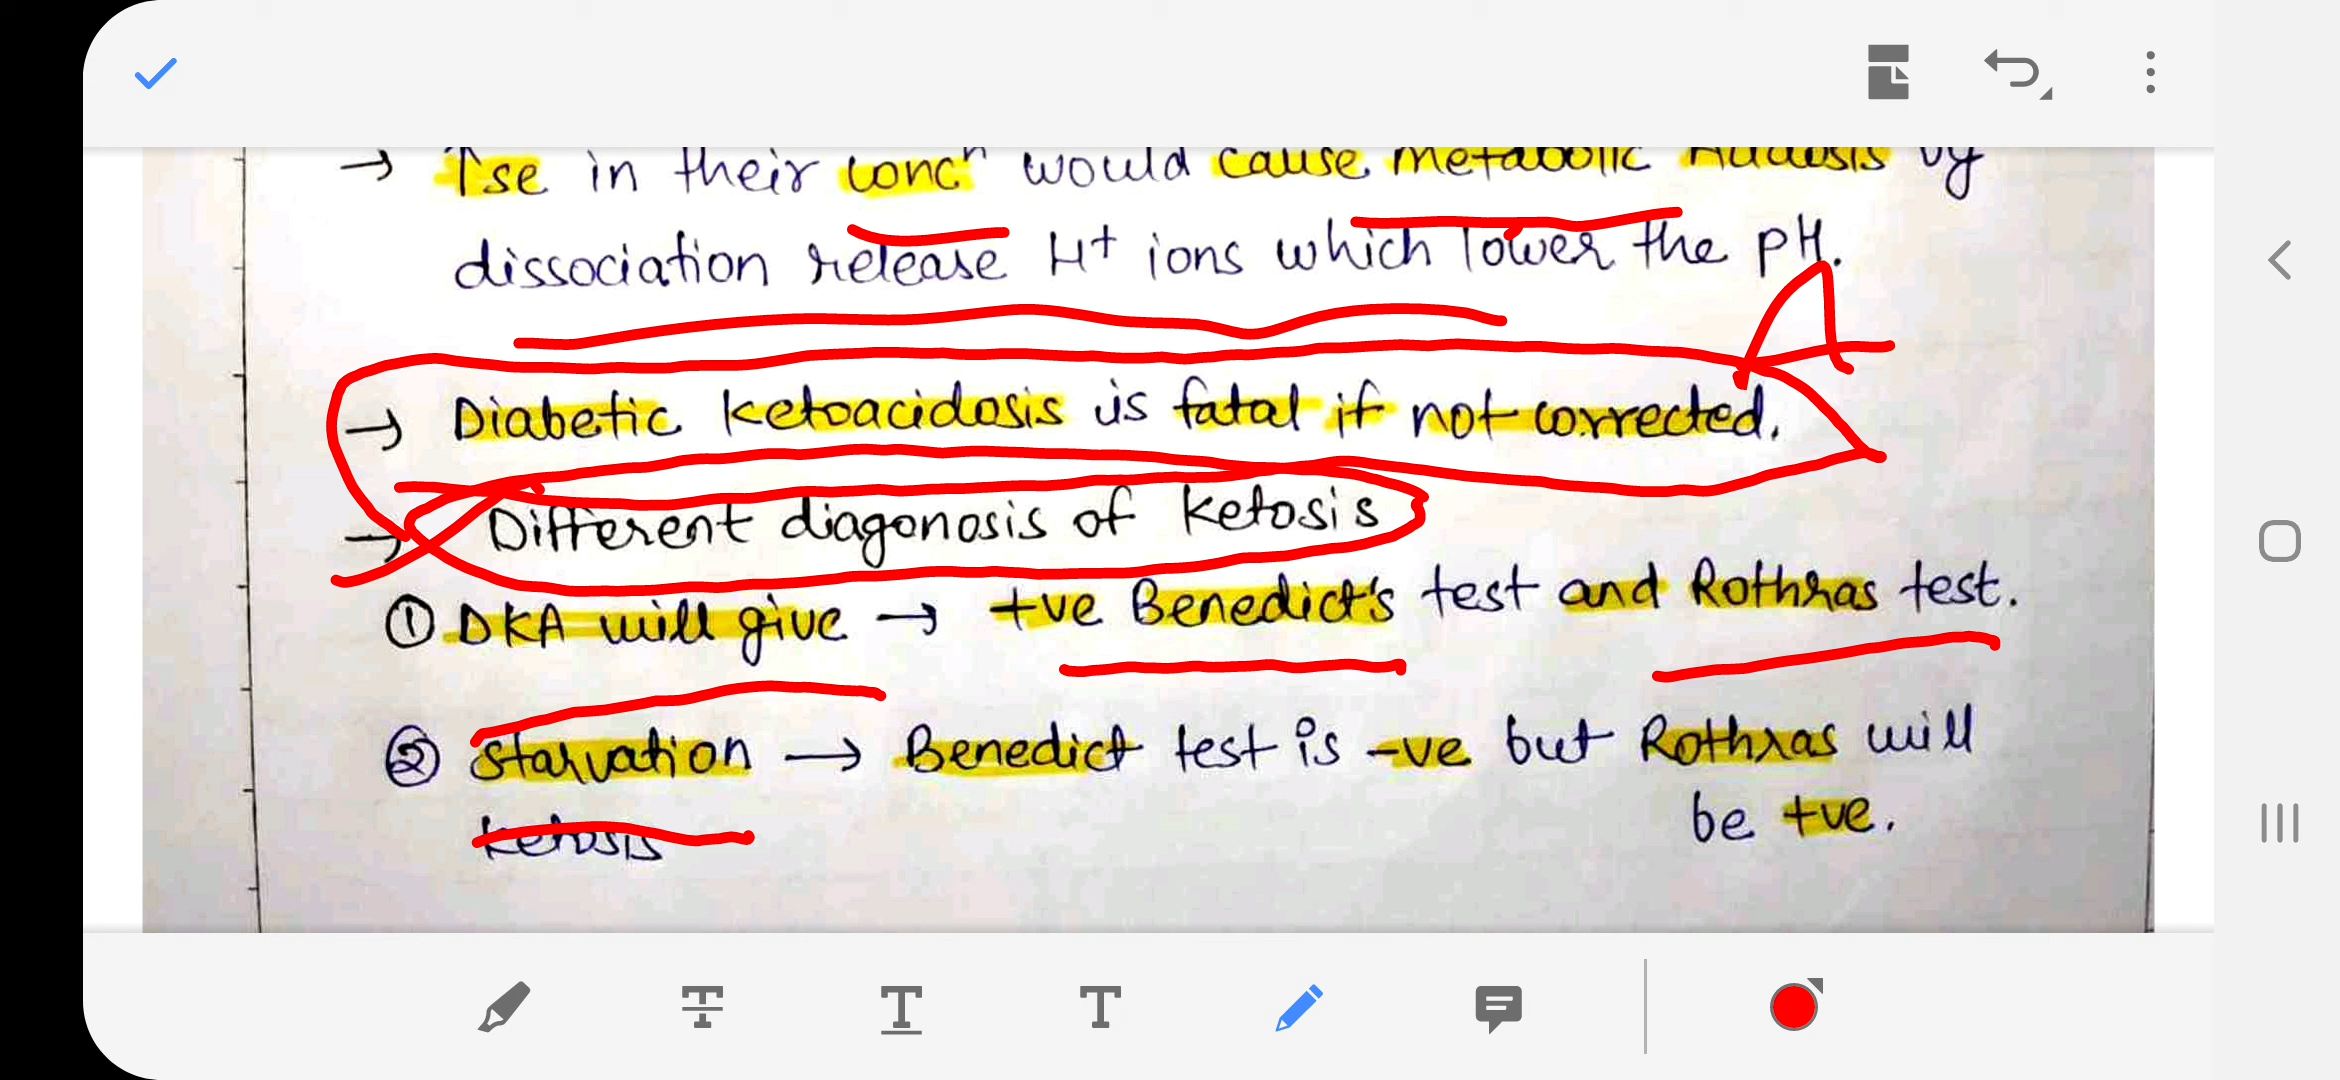 → ↑se in their concⁿ would cause metabolic Acidosis by
dissociation release H+ ions which lower the pH.
→ Diabetic ketoacidosis is fatal if not corrected.
→ Different diagonosis of ketosis
① DKA will give → +ve Benedict's test and Rothras test.
② Starvation → Benedict test is -ve but Rothras will
ketosis be +ve.